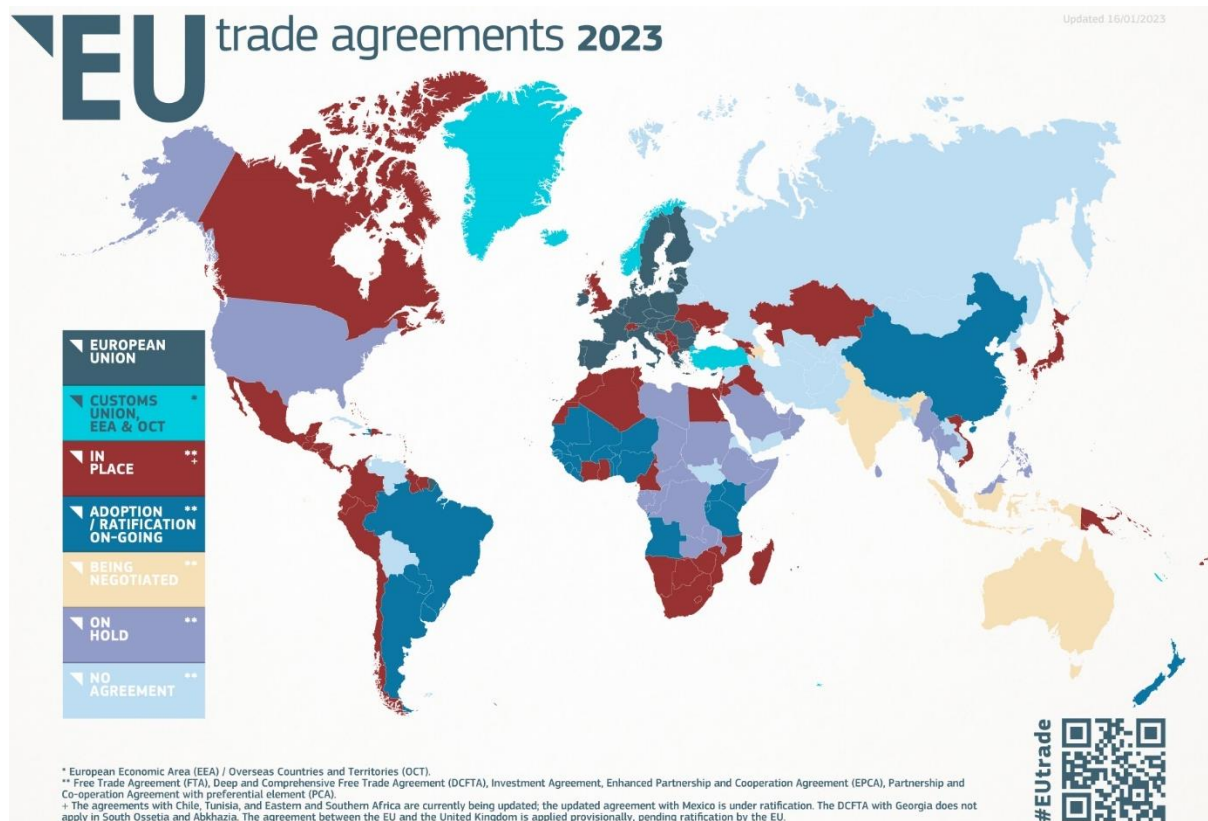 EU trade agreements 2023
Updated 16/01/2023
EUROPEAN
UNION
CUSTOMS *
UNION,
EEA & OCT
IN **
PLACE +
ADOPTION **
/ RATIFICATION
ON-GOING
BEING **
NEGOTIATED
ON **
HOLD
NO **
AGREEMENT
#EUtrade
* European Economic Area (EEA) / Overseas Countries and Territories (OCT).
** Free Trade Agreement (FTA), Deep and Comprehensive Free Trade Agreement (DCFTA), Investment Agreement, Enhanced Partnership and Cooperation Agreement (EPCA), Partnership and
Co-operation Agreement with preferential element (PCA).
+ The agreements with Chile, Tunisia, and Eastern and Southern Africa are currently being updated; the updated agreement with Mexico is under ratification. The DCFTA with Georgia does not
apply in South Ossetia and Abkhazia. The agreement between the EU and the United Kingdom is applied provisionally, pending ratification by the EU.